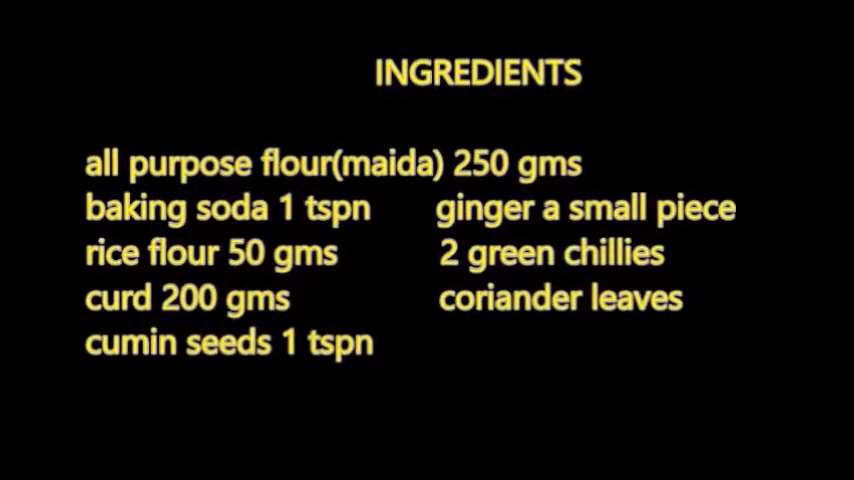 INGREDIENTS
all purpose flour(maida) 250 gms
baking soda 1 tspn ginger a small piece
rice flour 50 gms 2 green chillies
curd 200 gms coriander leaves
cumin seeds 1 tspn